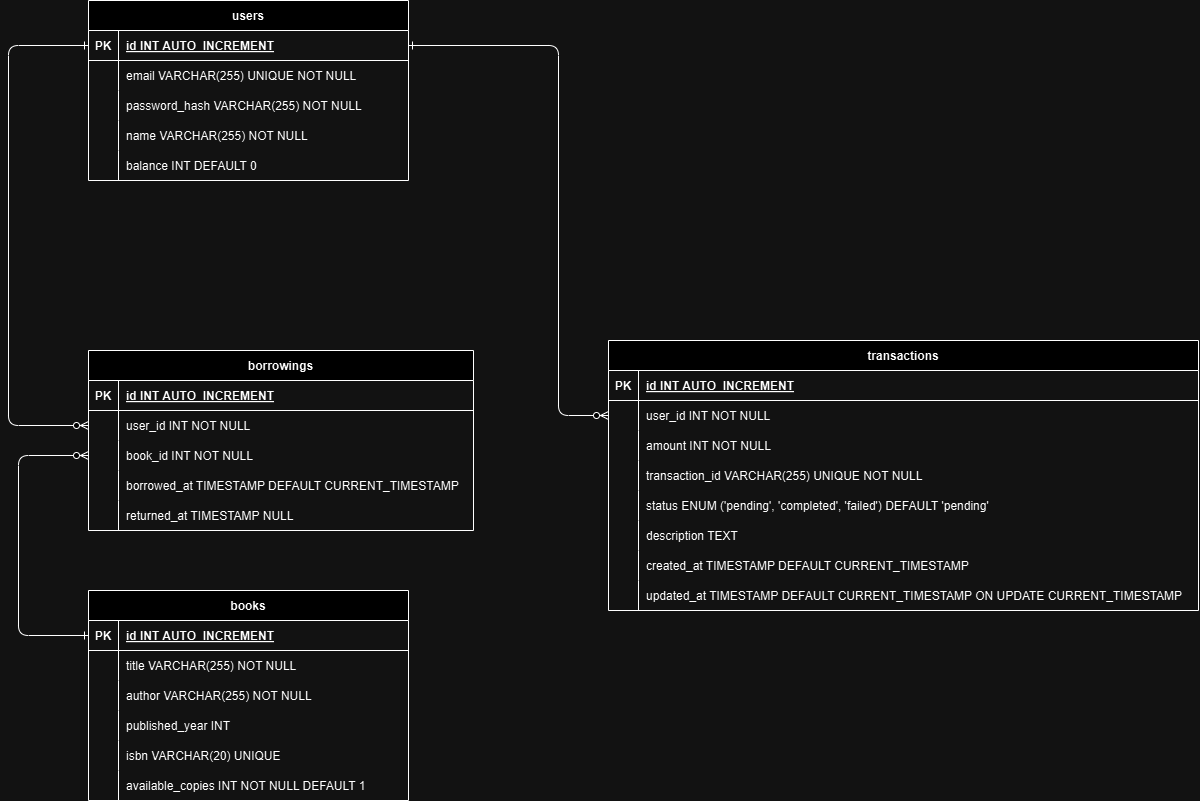 users
PK id INT AUTO_INCREMENT
email VARCHAR(255) UNIQUE NOT NULL
password_hash VARCHAR(255) NOT NULL
name VARCHAR(255) NOT NULL
balance INT DEFAULT 0
borrowings
PK id INT AUTO_INCREMENT
user_id INT NOT NULL
book_id INT NOT NULL
borrowed_at TIMESTAMP DEFAULT CURRENT_TIMESTAMP
returned_at TIMESTAMP NULL
books
PK id INT AUTO_INCREMENT
title VARCHAR(255) NOT NULL
author VARCHAR(255) NOT NULL
published_year INT
isbn VARCHAR(20) UNIQUE
available_copies INT NOT NULL DEFAULT 1
transactions
PK id INT AUTO_INCREMENT
user_id INT NOT NULL
amount INT NOT NULL
transaction_id VARCHAR(255) UNIQUE NOT NULL
status ENUM ('pending', 'completed', 'failed') DEFAULT 'pending'
description TEXT
created_at TIMESTAMP DEFAULT CURRENT_TIMESTAMP
updated_at TIMESTAMP DEFAULT CURRENT_TIMESTAMP ON UPDATE CURRENT_TIMESTAMP